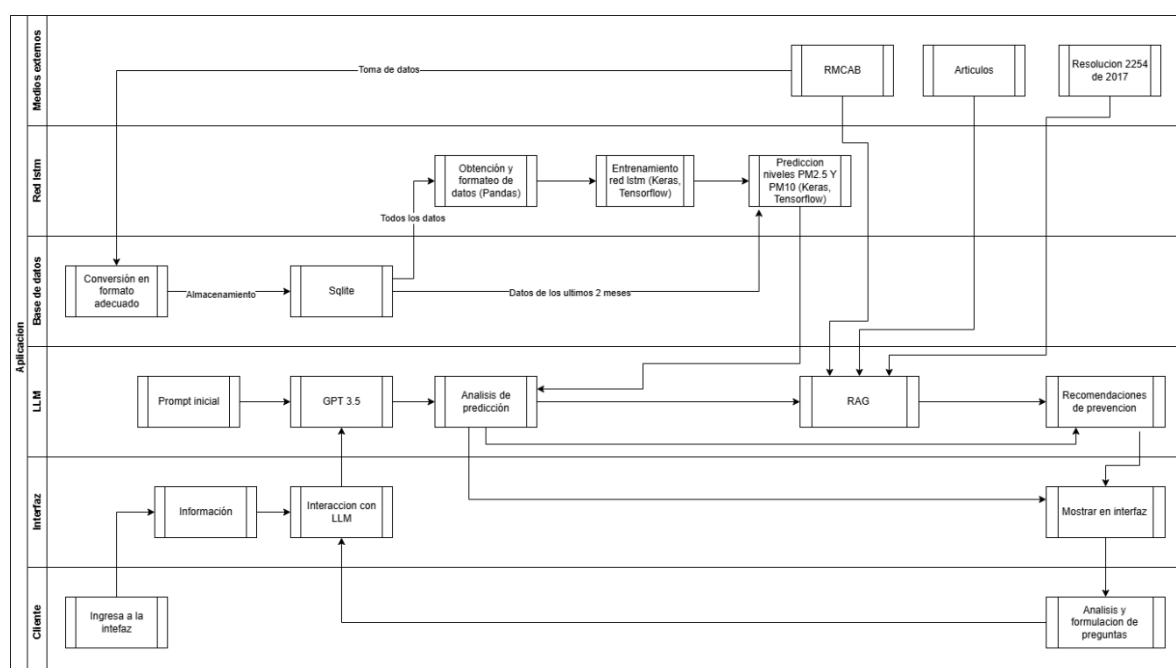 Aplicacion
Medios externos
Toma de datos
RMCAB
Articulos
Resolucion 2254
de 2017
Red lstm
Obtención y
formateo de
datos (Pandas)
Entrenamiento
red lstm (Keras,
Tensorflow)
Prediccion
niveles PM2.5 Y
PM10 (Keras,
Tensorflow)
Todos los datos
Base de datos
Conversión en
formato
adecuado
Almacenamiento
Sqlite
Datos de los ultimos 2 meses
LLM
Prompt inicial
GPT 3.5
Analisis de
predicción
RAG
Recomendaciones
de prevencion
Interfaz
Información
Interaccion con
LLM
Mostrar en interfaz
Cliente
Ingresa a la
intefaz
Analisis y
formulacion de
preguntas